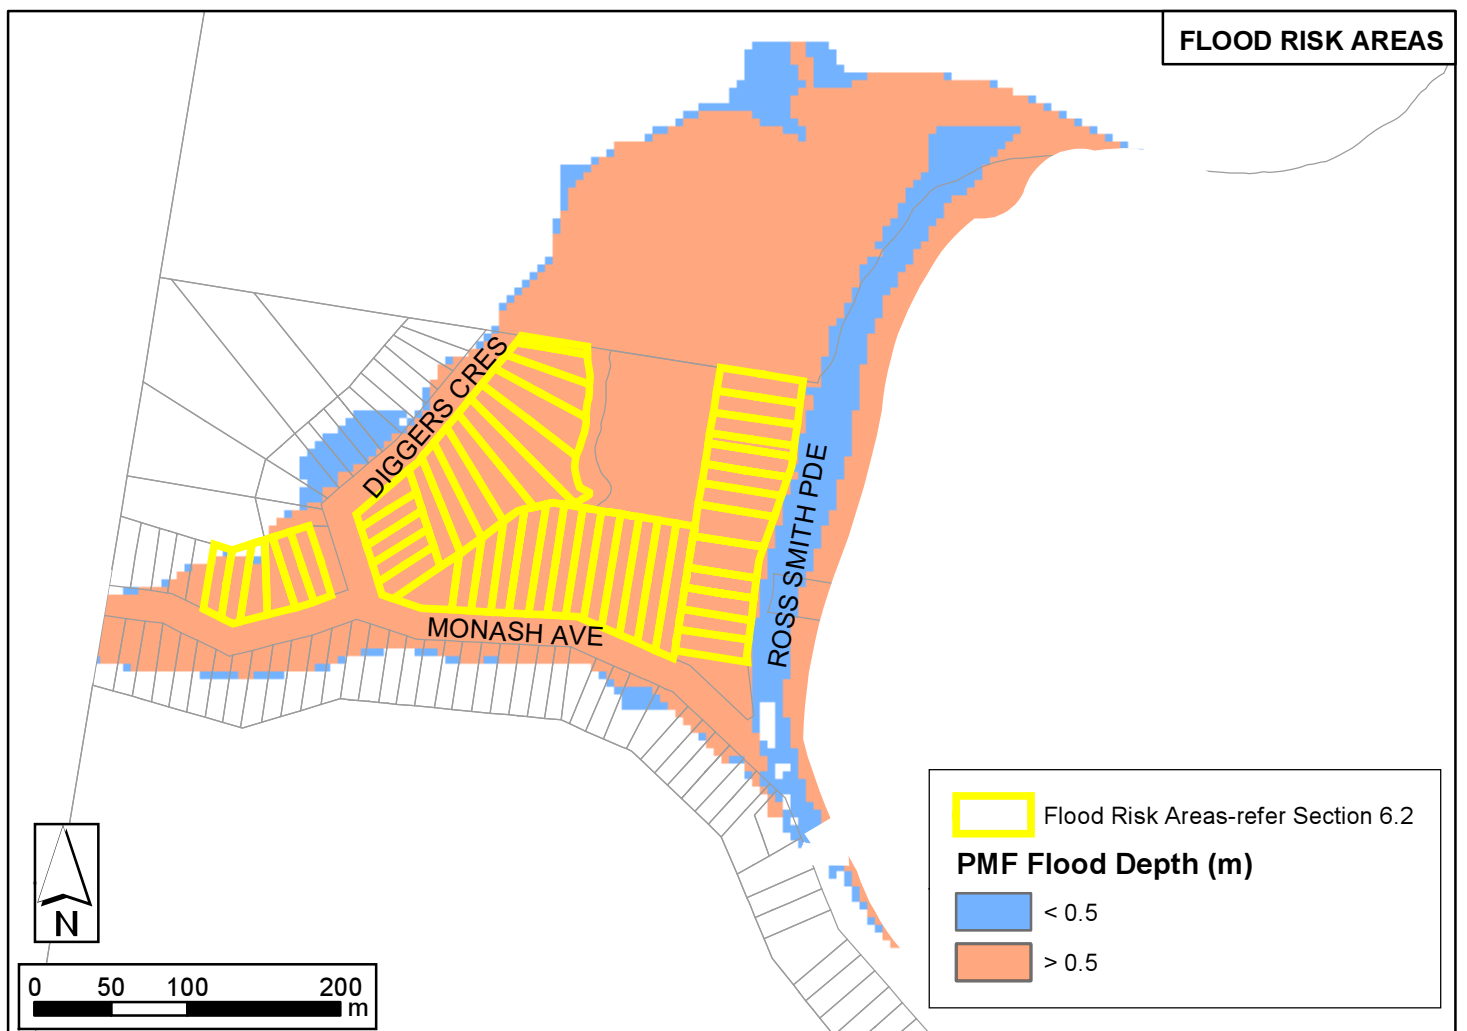 FLOOD RISK AREAS
DIGGERS CRES
ROSS SMITH PDE
MONASH AVE
Flood Risk Areas-refer Section 6.2
PMF Flood Depth (m)
< 0.5
> 0.5
N
0 50 100 200
m